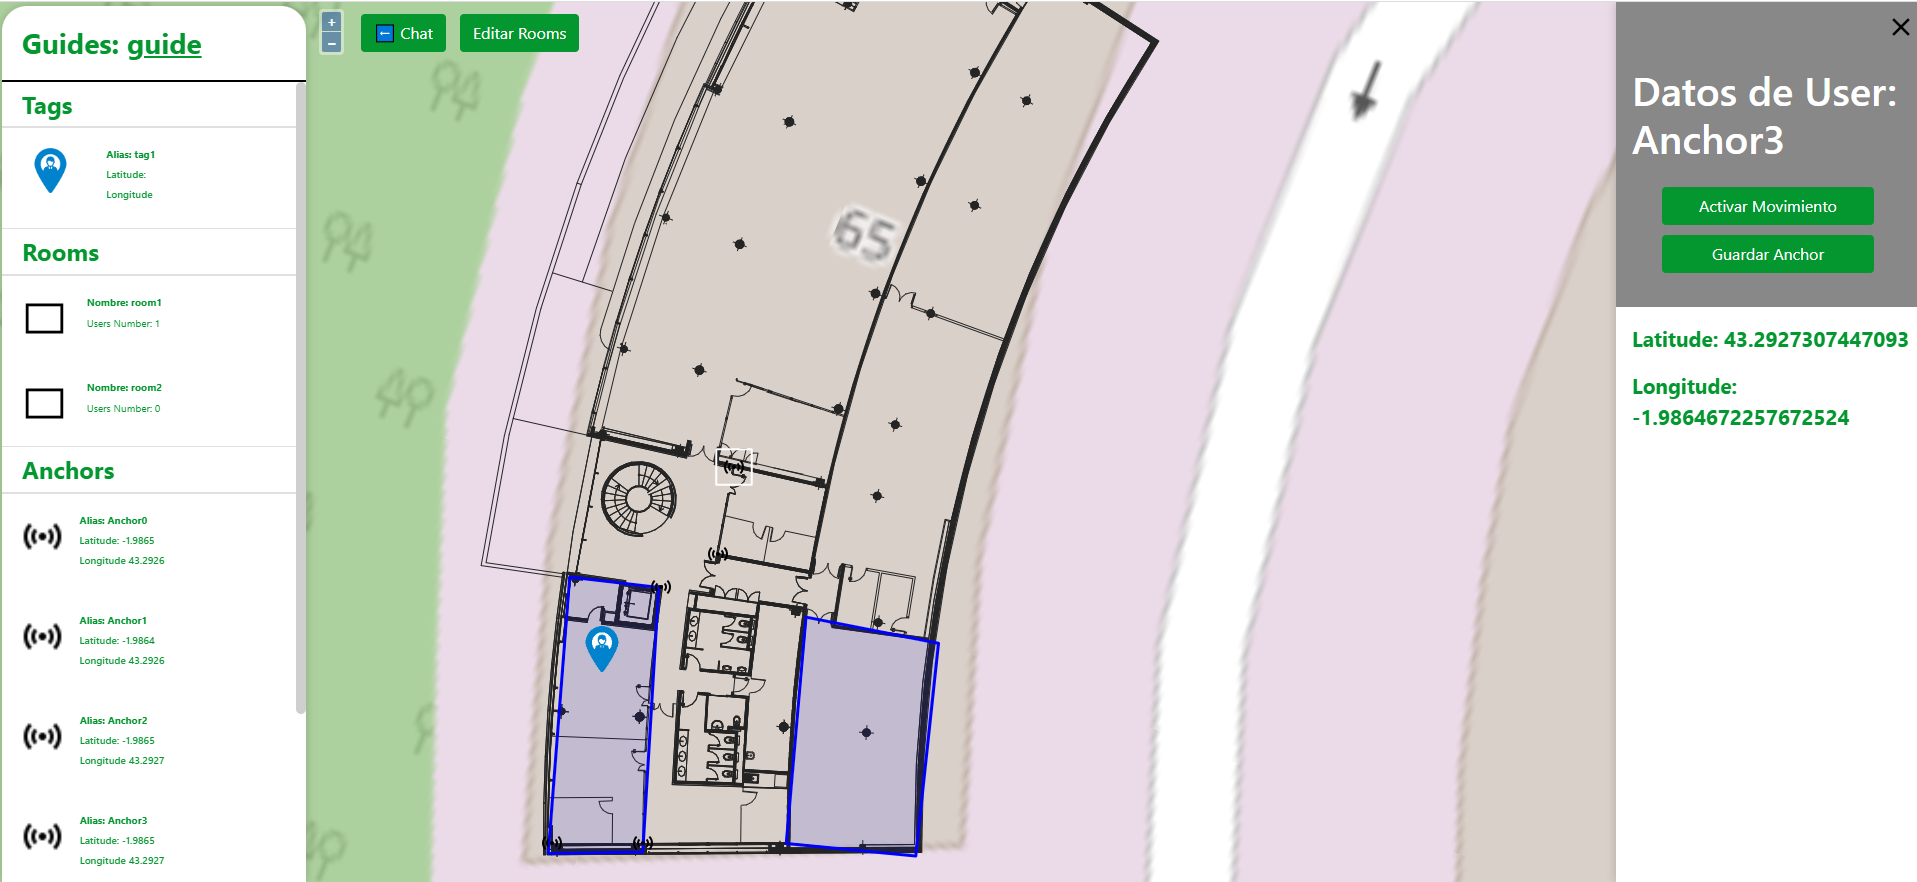 Guides: guide
Tags
Alias: tag1
Latitude:
Longitude
Rooms
Nombre: room1
Users Number: 1
Nombre: room2
Users Number: 0
Anchors
Alias: Anchor0
Latitude: -1.9865
Longitude 43.2926
Alias: Anchor1
Latitude: -1.9864
Longitude 43.2926
Alias: Anchor2
Latitude: -1.9865
Longitude 43.2927
Alias: Anchor3
Latitude: -1.9865
Longitude 43.2927
+
−
Chat
Editar Rooms
65
Datos de User:
Anchor3
Activar Movimiento
Guardar Anchor
Latitude: 43.2927307447093
Longitude:
-1.9864672257672524